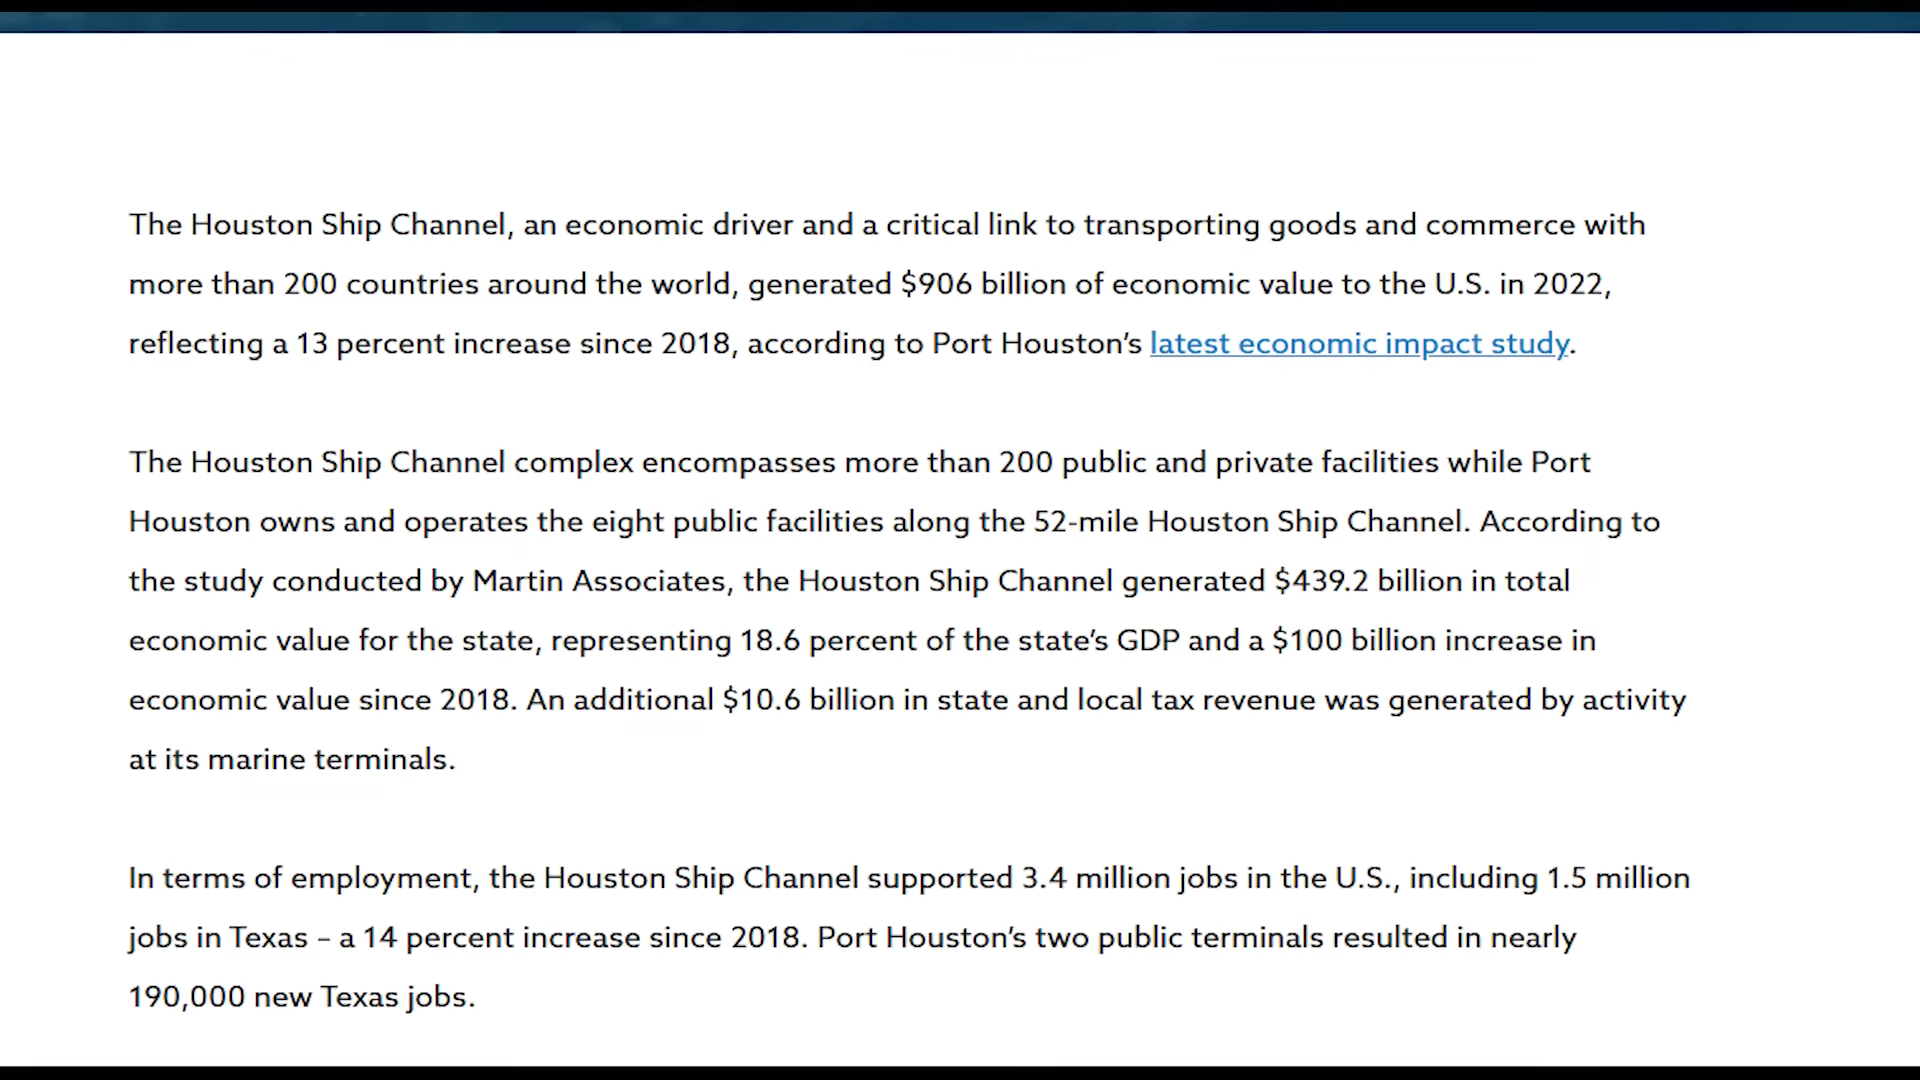 The Houston Ship Channel, an economic driver and a critical link to transporting goods and commerce with
more than 200 countries around the world, generated $906 billion of economic value to the U.S. in 2022,
reflecting a 13 percent increase since 2018, according to Port Houston’s latest economic impact study.
The Houston Ship Channel complex encompasses more than 200 public and private facilities while Port
Houston owns and operates the eight public facilities along the 52-mile Houston Ship Channel. According to
the study conducted by Martin Associates, the Houston Ship Channel generated $439.2 billion in total
economic value for the state, representing 18.6 percent of the state’s GDP and a $100 billion increase in
economic value since 2018. An additional $10.6 billion in state and local tax revenue was generated by activity
at its marine terminals.
In terms of employment, the Houston Ship Channel supported 3.4 million jobs in the U.S., including 1.5 million
jobs in Texas – a 14 percent increase since 2018. Port Houston’s two public terminals resulted in nearly
190,000 new Texas jobs.